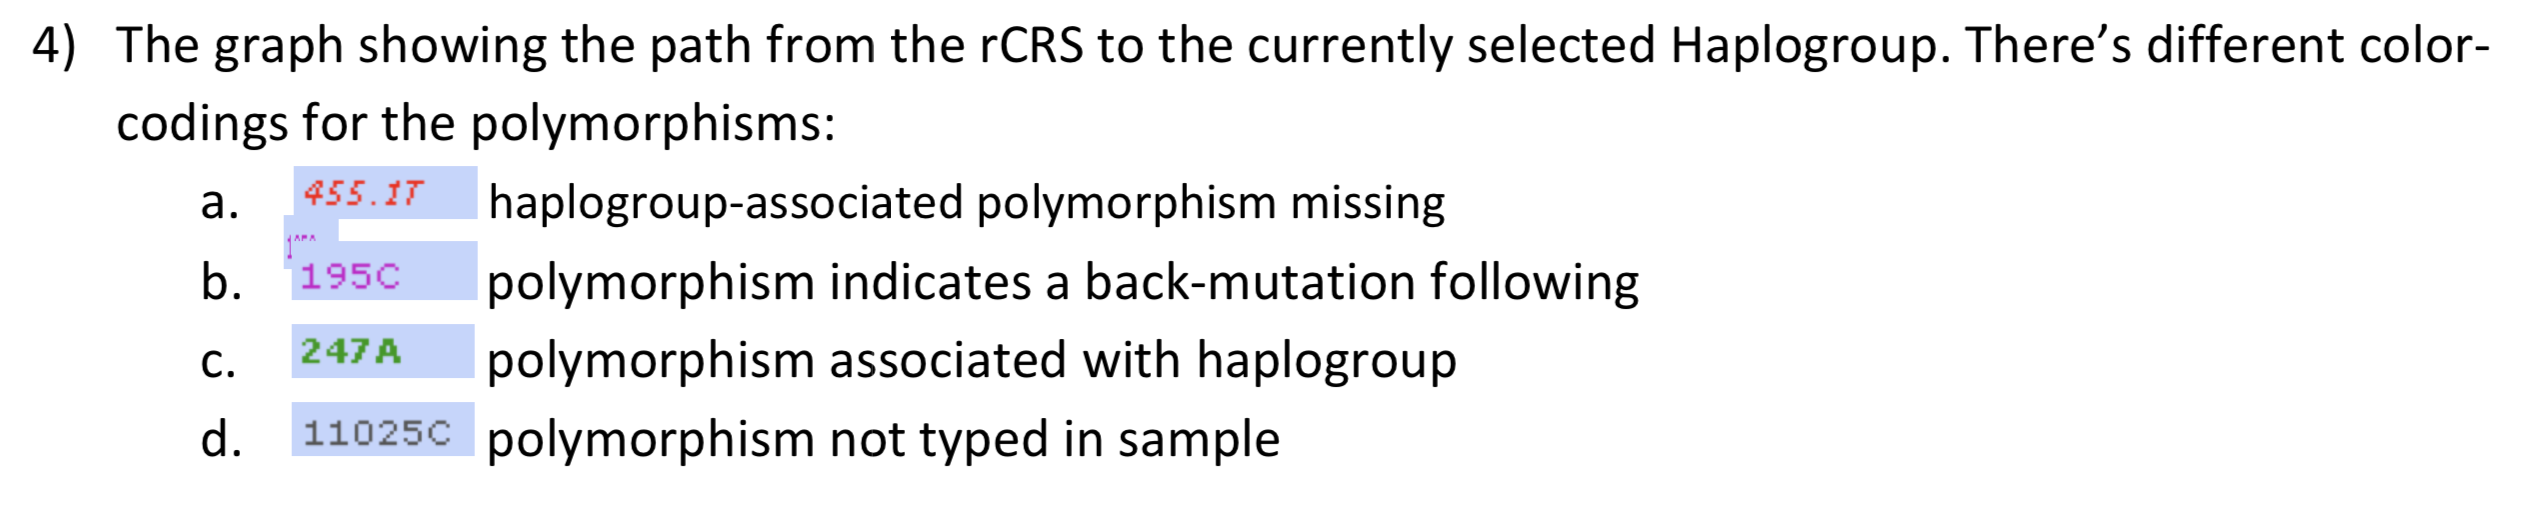 4) The graph showing the path from the rCRS to the currently selected Haplogroup. There’s different color-
codings for the polymorphisms:
a. 455.1T haplogroup-associated polymorphism missing
b. 195C polymorphism indicates a back-mutation following
c. 247A polymorphism associated with haplogroup
d. 11025C polymorphism not typed in sample